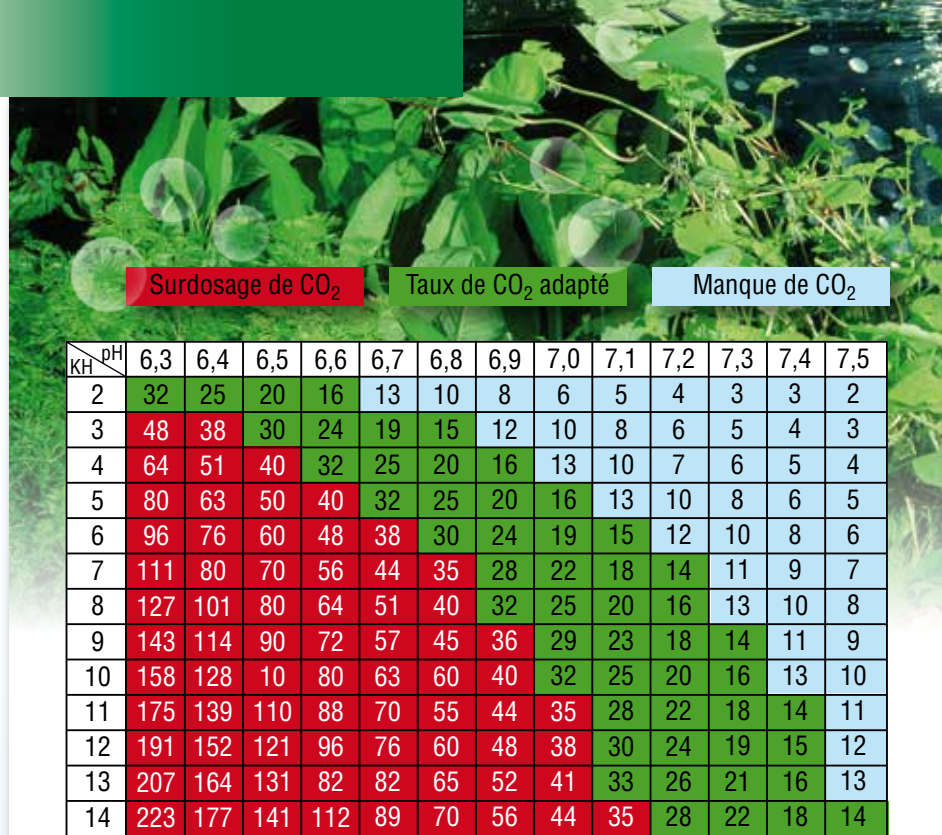 Surdosage de CO₂ Taux de CO₂ adapté Manque de CO₂
KH pH 6,3 6,4 6,5 6,6 6,7 6,8 6,9 7,0 7,1 7,2 7,3 7,4 7,5
2 32 25 20 16 13 10 8 6 5 4 3 3 2
3 48 38 30 24 19 15 12 10 8 6 5 4 3
4 64 51 40 32 25 20 16 13 10 7 6 5 4
5 80 63 50 40 32 25 20 16 13 10 8 6 5
6 96 76 60 48 38 30 24 19 15 12 10 8 6
7 111 80 70 56 44 35 28 22 18 14 11 9 7
8 127 101 80 64 51 40 32 25 20 16 13 10 8
9 143 114 90 72 57 45 36 29 23 18 14 11 9
10 158 128 10 80 63 60 40 32 25 20 16 13 10
11 175 139 110 88 70 55 44 35 28 22 18 14 11
12 191 152 121 96 76 60 48 38 30 24 19 15 12
13 207 164 131 82 82 65 52 41 33 26 21 16 13
14 223 177 141 112 89 70 56 44 35 28 22 18 14